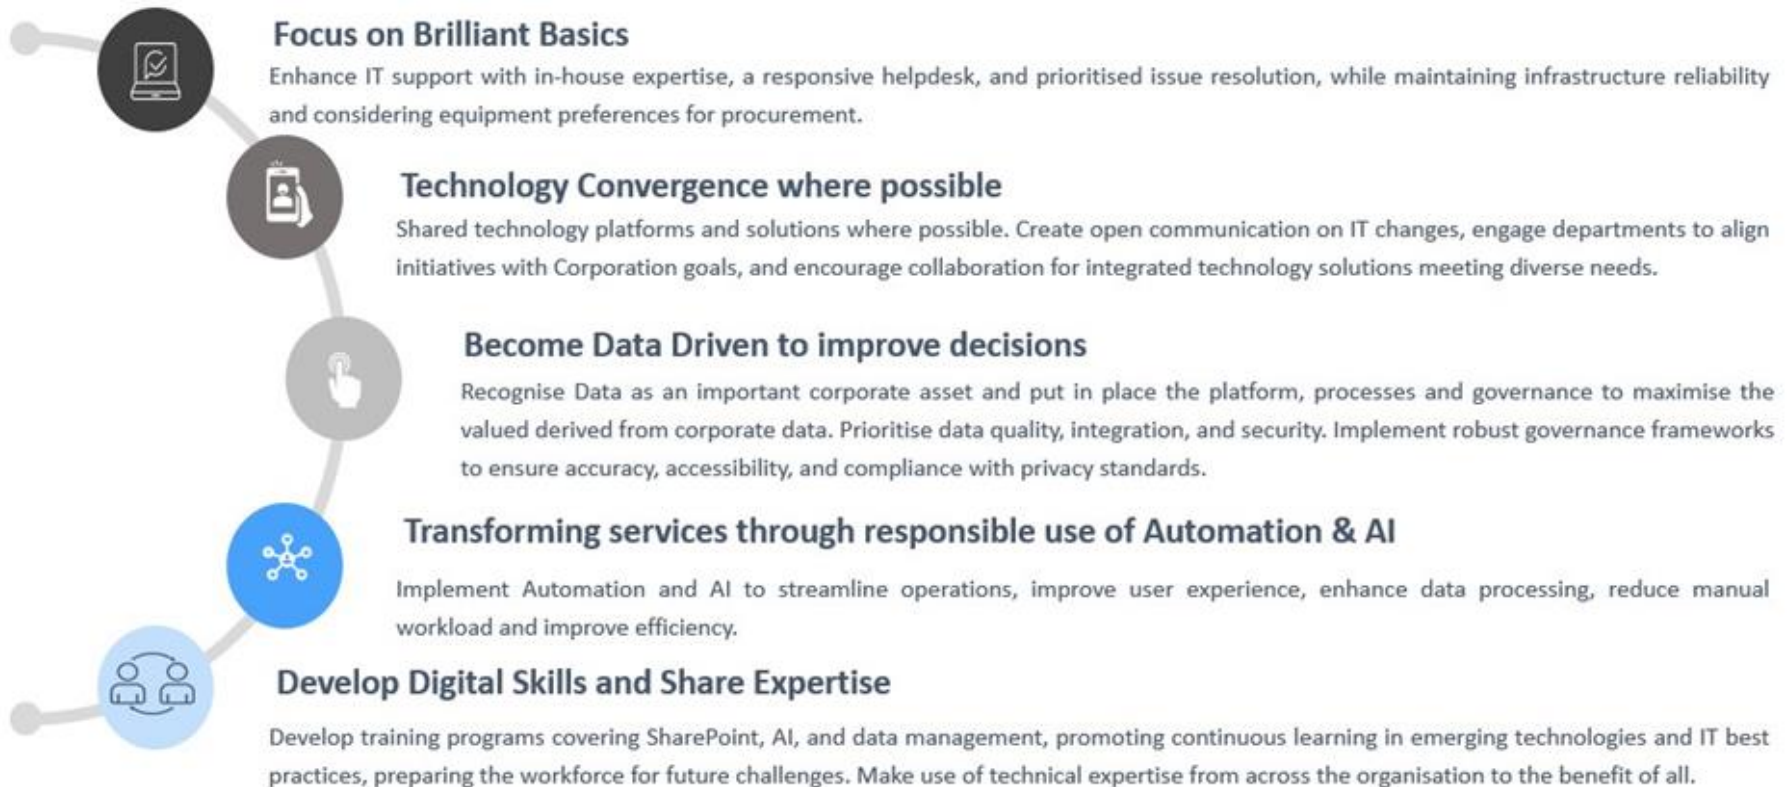 Focus on Brilliant Basics
Enhance IT support with in-house expertise, a responsive helpdesk, and prioritised issue resolution, while maintaining infrastructure reliability
and considering equipment preferences for procurement.
Technology Convergence where possible
Shared technology platforms and solutions where possible. Create open communication on IT changes, engage departments to align
initiatives with Corporation goals, and encourage collaboration for integrated technology solutions meeting diverse needs.
Become Data Driven to improve decisions
Recognise Data as an important corporate asset and put in place the platform, processes and governance to maximise the
valued derived from corporate data. Prioritise data quality, integration, and security. Implement robust governance frameworks
to ensure accuracy, accessibility, and compliance with privacy standards.
Transforming services through responsible use of Automation & AI
Implement Automation and AI to streamline operations, improve user experience, enhance data processing, reduce manual
workload and improve efficiency.
Develop Digital Skills and Share Expertise
Develop training programs covering SharePoint, AI, and data management, promoting continuous learning in emerging technologies and IT best
practices, preparing the workforce for future challenges. Make use of technical expertise from across the organisation to the benefit of all.